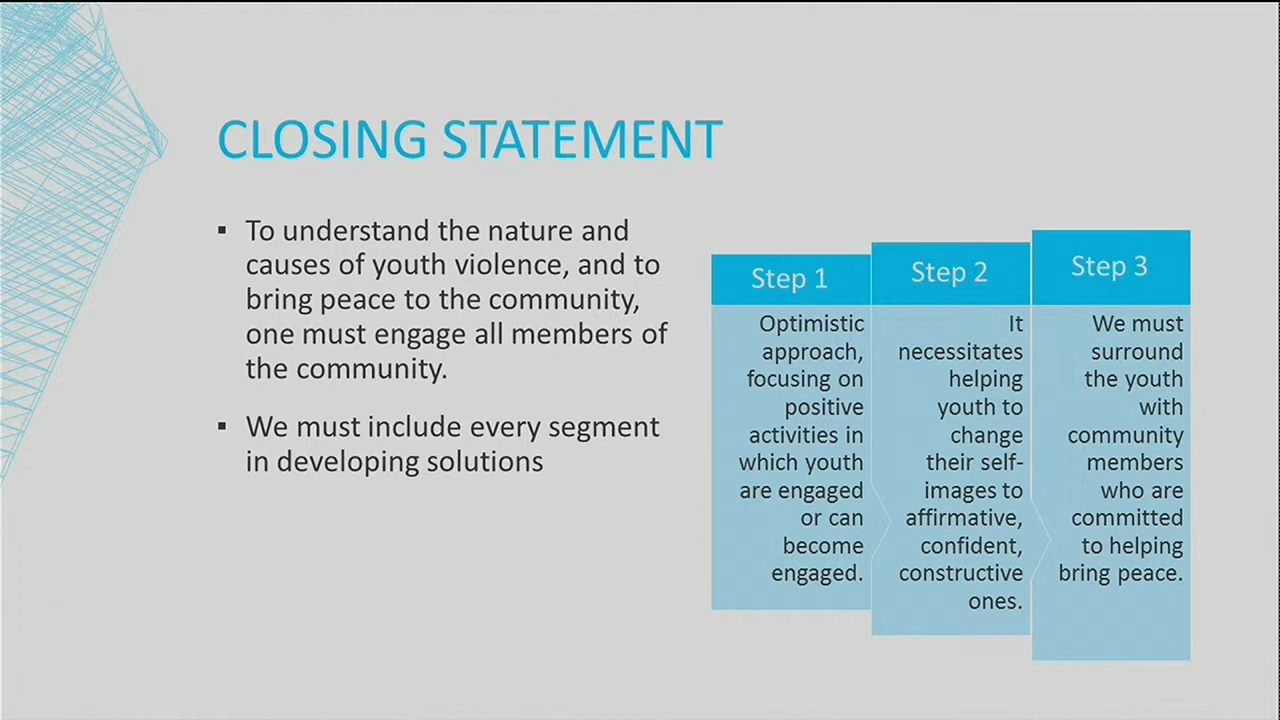 CLOSING STATEMENT
▪ To understand the nature and
causes of youth violence, and to
bring peace to the community,
one must engage all members of
the community.
▪ We must include every segment
in developing solutions
Step 1
Optimistic
approach,
focusing on
positive
activities in
which youth
are engaged
or can
become
engaged.
Step 2
It
necessitates
helping
youth to
change
their self-
images to
affirmative,
confident,
constructive
ones.
Step 3
We must
surround
the youth
with
community
members
who are
committed
to helping
bring peace.